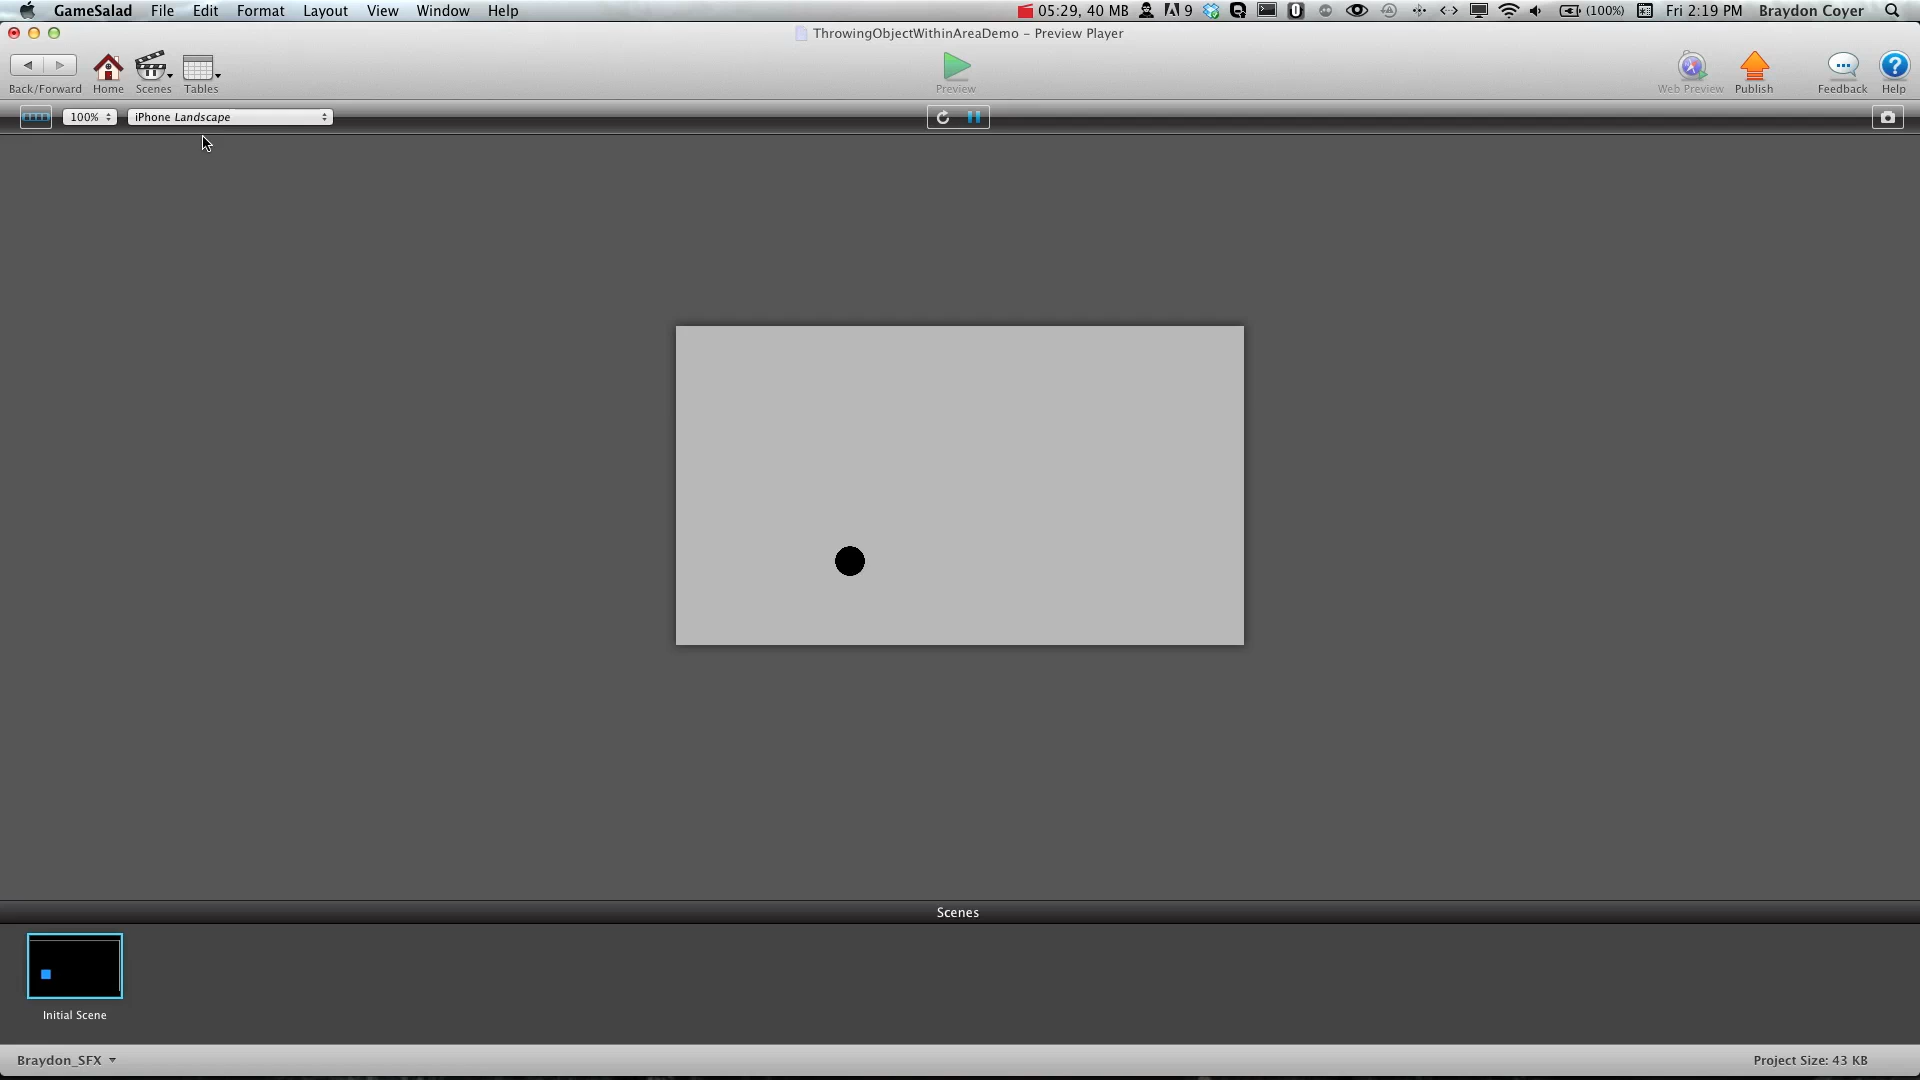 GameSalad File Edit Format Layout View Window Help 05:29, 40 MB 9 (100%) Fri 2:19 PM Braydon Coyer
ThrowingObjectWithinAreaDemo – Preview Player
Back/Forward Home Scenes Tables Preview Web Preview Publish Feedback Help
100% iPhone Landscape
Scenes
Initial Scene
Braydon_SFX Project Size: 43 KB